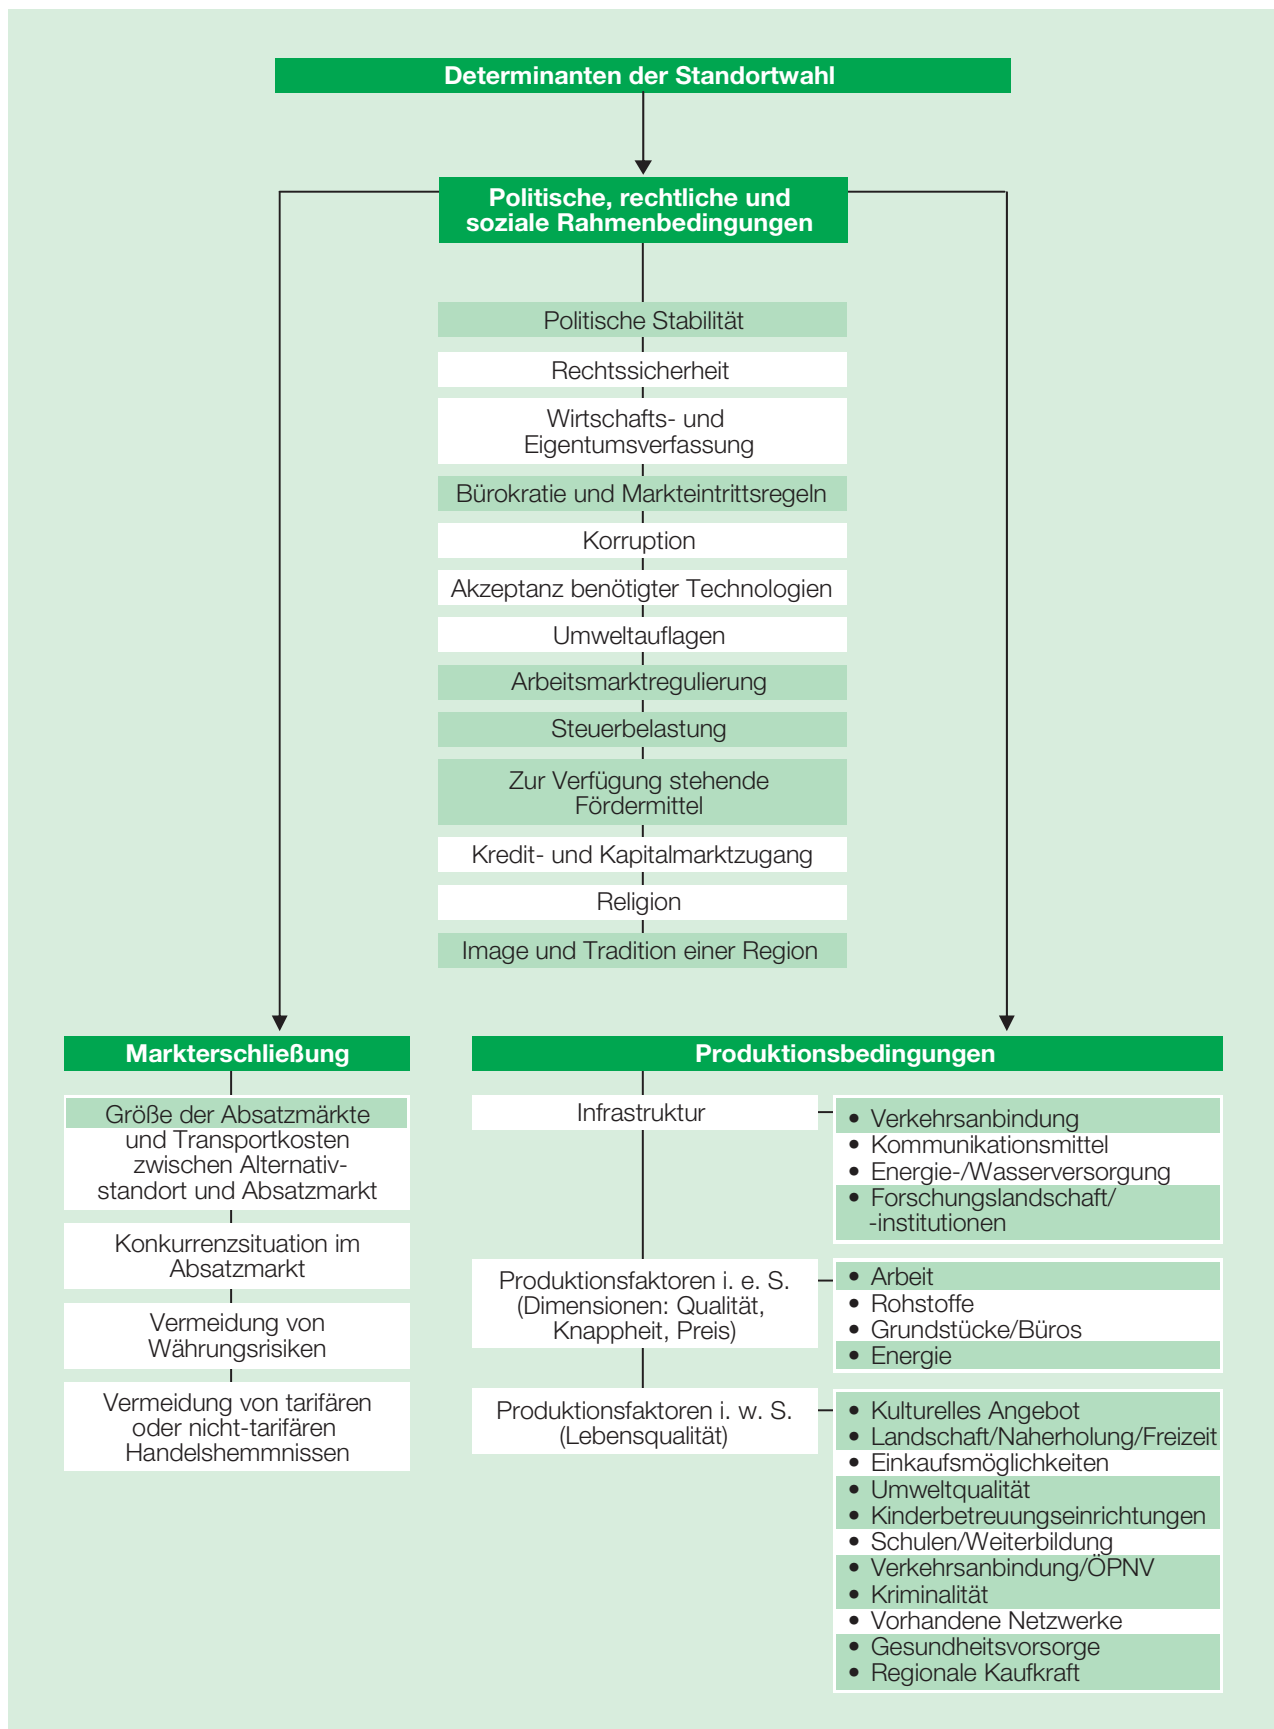 Determinanten der Standortwahl
Politische, rechtliche und
soziale Rahmenbedingungen
Politische Stabilität
Rechtssicherheit
Wirtschafts- und
Eigentumsverfassung
Bürokratie und Markteintrittsregeln
Korruption
Akzeptanz benötigter Technologien
Umweltauflagen
Arbeitsmarktregulierung
Steuerbelastung
Zur Verfügung stehende
Fördermittel
Kredit- und Kapitalmarktzugang
Religion
Image und Tradition einer Region
Markterschließung
Größe der Absatzmärkte
und Transportkosten
zwischen Alternativ-
standort und Absatzmarkt
Konkurrenzsituation im
Absatzmarkt
Vermeidung von
Währungsrisiken
Vermeidung von tarifären
oder nicht-tarifären
Handelshemmnissen
Produktionsbedingungen
Infrastruktur
• Verkehrsanbindung
• Kommunikationsmittel
• Energie-/Wasserversorgung
• Forschungslandschaft/
-institutionen
Produktionsfaktoren i. e. S.
(Dimensionen: Qualität,
Knappheit, Preis)
• Arbeit
• Rohstoffe
• Grundstücke/Büros
• Energie
Produktionsfaktoren i. w. S.
(Lebensqualität)
• Kulturelles Angebot
• Landschaft/Naherholung/Freizeit
• Einkaufsmöglichkeiten
• Umweltqualität
• Kinderbetreuungseinrichtungen
• Schulen/Weiterbildung
• Verkehrsanbindung/ÖPNV
• Kriminalität
• Vorhandene Netzwerke
• Gesundheitsvorsorge
• Regionale Kaufkraft